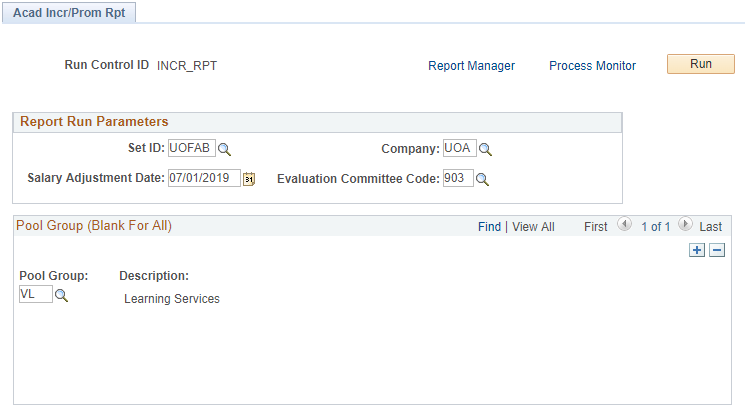 Acad Incr/Prom Rpt
Run Control ID INCR_RPT Report Manager Process Monitor Run
Report Run Parameters
Set ID: UOFAB Company: UOA
Salary Adjustment Date: 07/01/2019 31 Evaluation Committee Code: 903
Pool Group (Blank For All) Find | View All First 1 of 1 Last
Pool Group: Description:
VL Learning Services